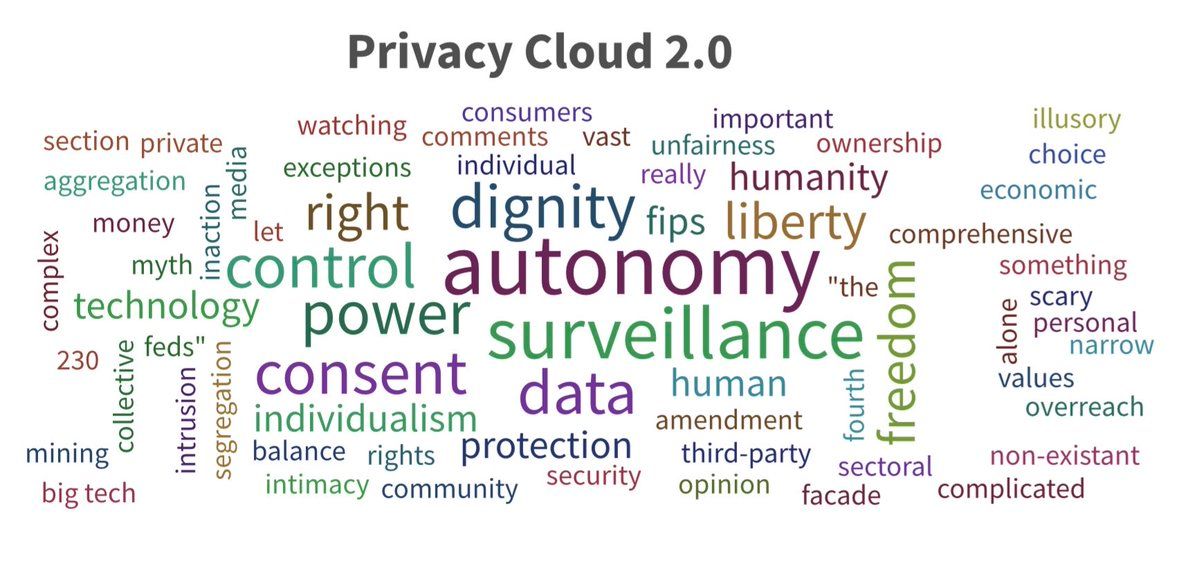 Privacy Cloud 2.0
consumers
important
illusory
watching
comments
vast
section
private
unfairness
ownership
choice
exceptions
individual
media
aggregation
really
humanity
economic
right
dignity
fips
liberty
money
inaction
let
comprehensive
complex
myth
control
autonomy
"the
something
technology
power
surveillance
freedom
alone
scary
personal
230
feds"
narrow
collective
intrusion
segregation
consent
data
human
fourth
values
individualism
amendment
overreach
mining
balance
rights
protection
third-party
sectoral
non-existant
big tech
intimacy
community
security
opinion
facade
complicated